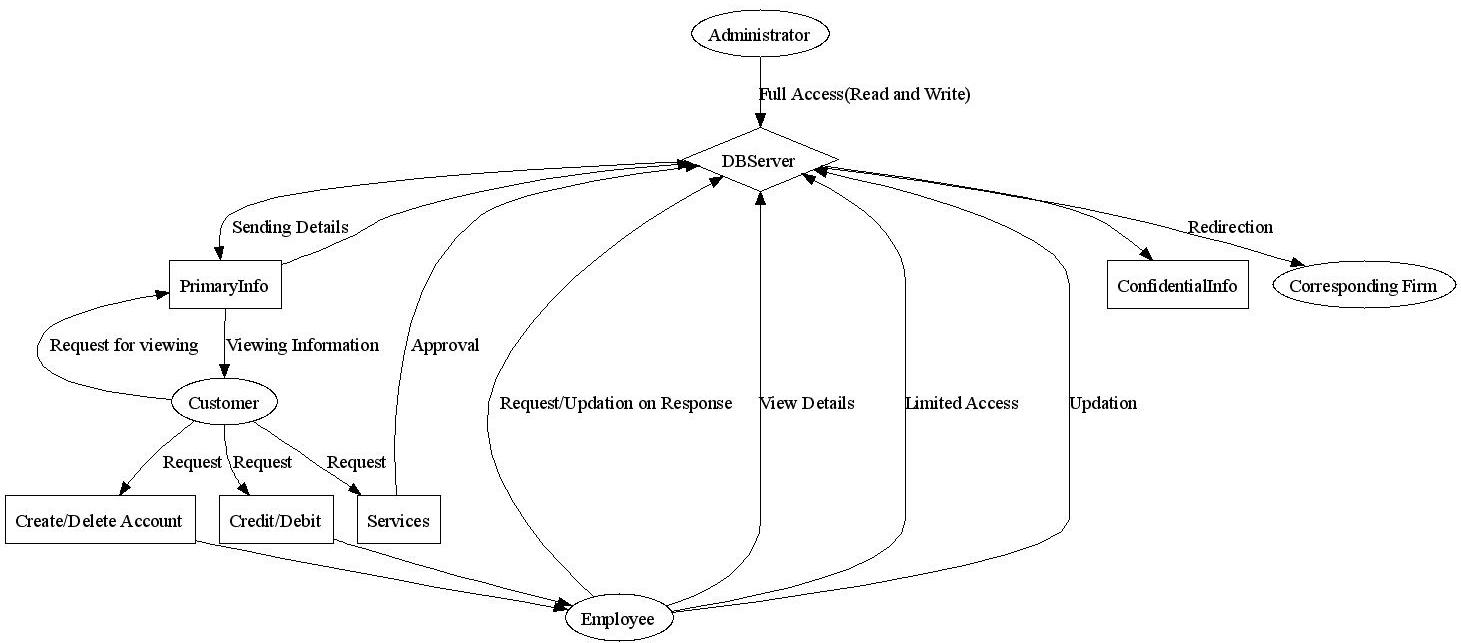 Administrator
Full Access(Read and Write)
DBServer
Sending Details
Redirection
PrimaryInfo
ConfidentialInfo
Corresponding Firm
Request for viewing
Viewing Information
Approval
Customer
Request/Updation on Response
View Details
Limited Access
Updation
Request
Request
Request
Create/Delete Account
Credit/Debit
Services
Employee